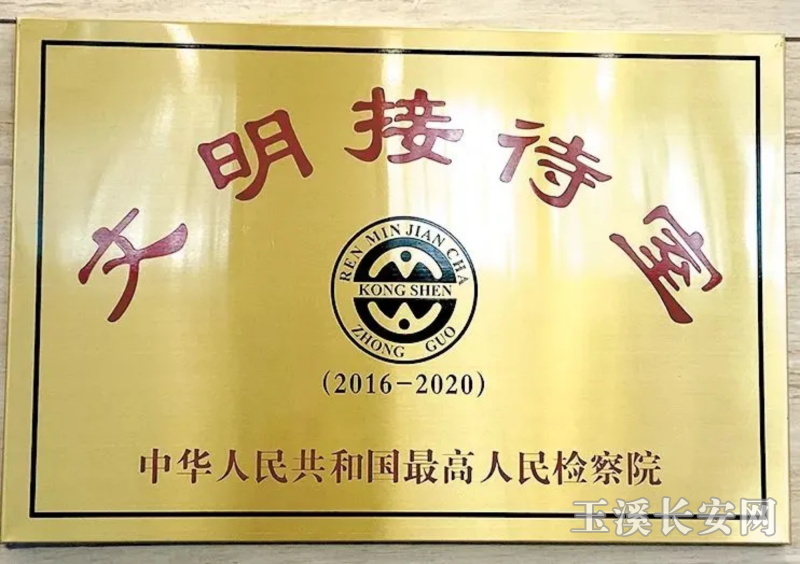 文明接待室
REN MIN JIAN CHA
KONG SHEN
ZHONG GUO
(2016-2020)
中华人民共和国最高人民检察院
玉溪长安网